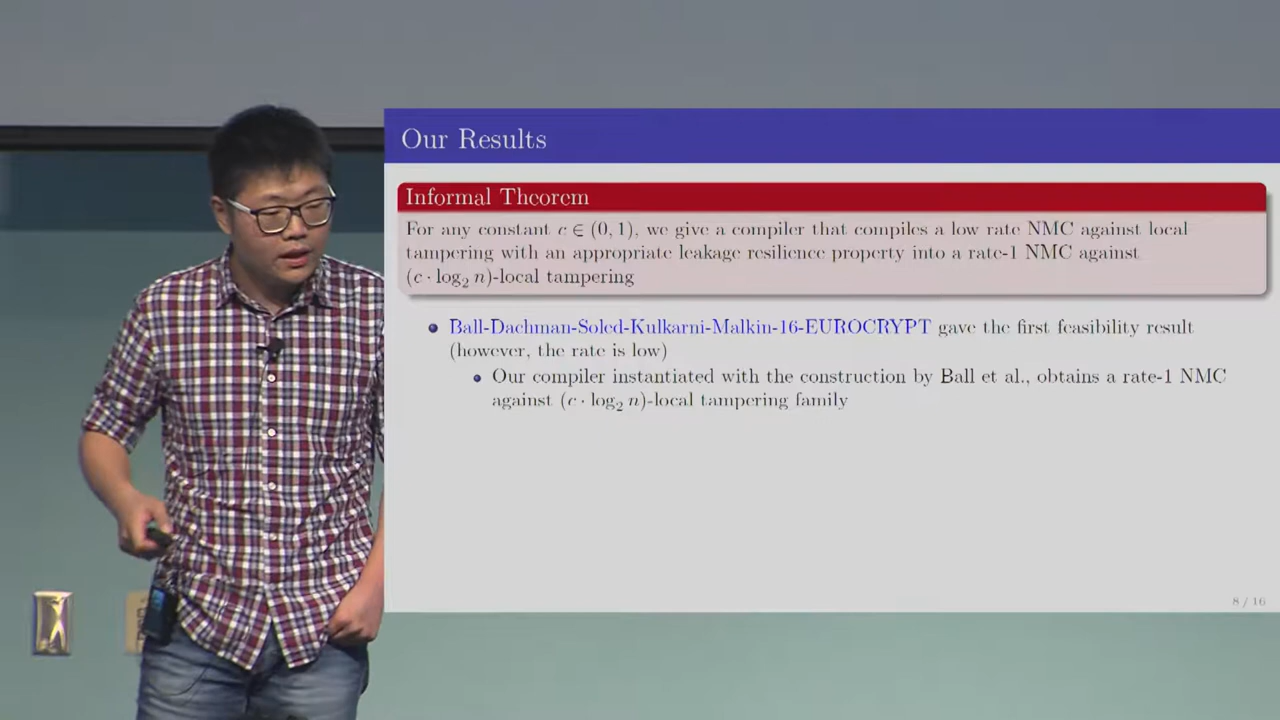 Our Results
Informal Theorem
For any constant c ∈ (0, 1), we give a compiler that compiles a low rate NMC against local
tampering with an appropriate leakage resilience property into a rate-1 NMC against
(c · log₂ n)-local tampering
Ball-Dachman-Soled-Kulkarni-Malkin-16-EUROCRYPT gave the first feasibility result
(however, the rate is low)
Our compiler instantiated with the construction by Ball et al., obtains a rate-1 NMC
against (c · log₂ n)-local tampering family
8 / 16